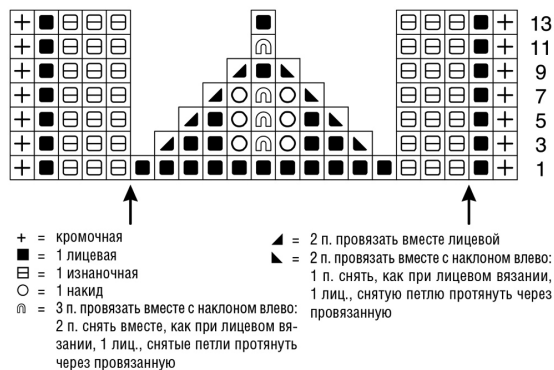 13
11
9
7
5
3
1
+ = кромочная
■ = 1 лицевая
⊟ = 1 изнаночная
○ = 1 накид
∩ = 3 п. провязать вместе с наклоном влево:
2 п. снять вместе, как при лицевом вя-
зании, 1 лиц., снятые петли протянуть
через провязанную
◢ = 2 п. провязать вместе лицевой
◣ = 2 п. провязать вместе с наклоном влево:
1 п. снять, как при лицевом вязании,
1 лиц., снятую петлю протянуть через
провязанную